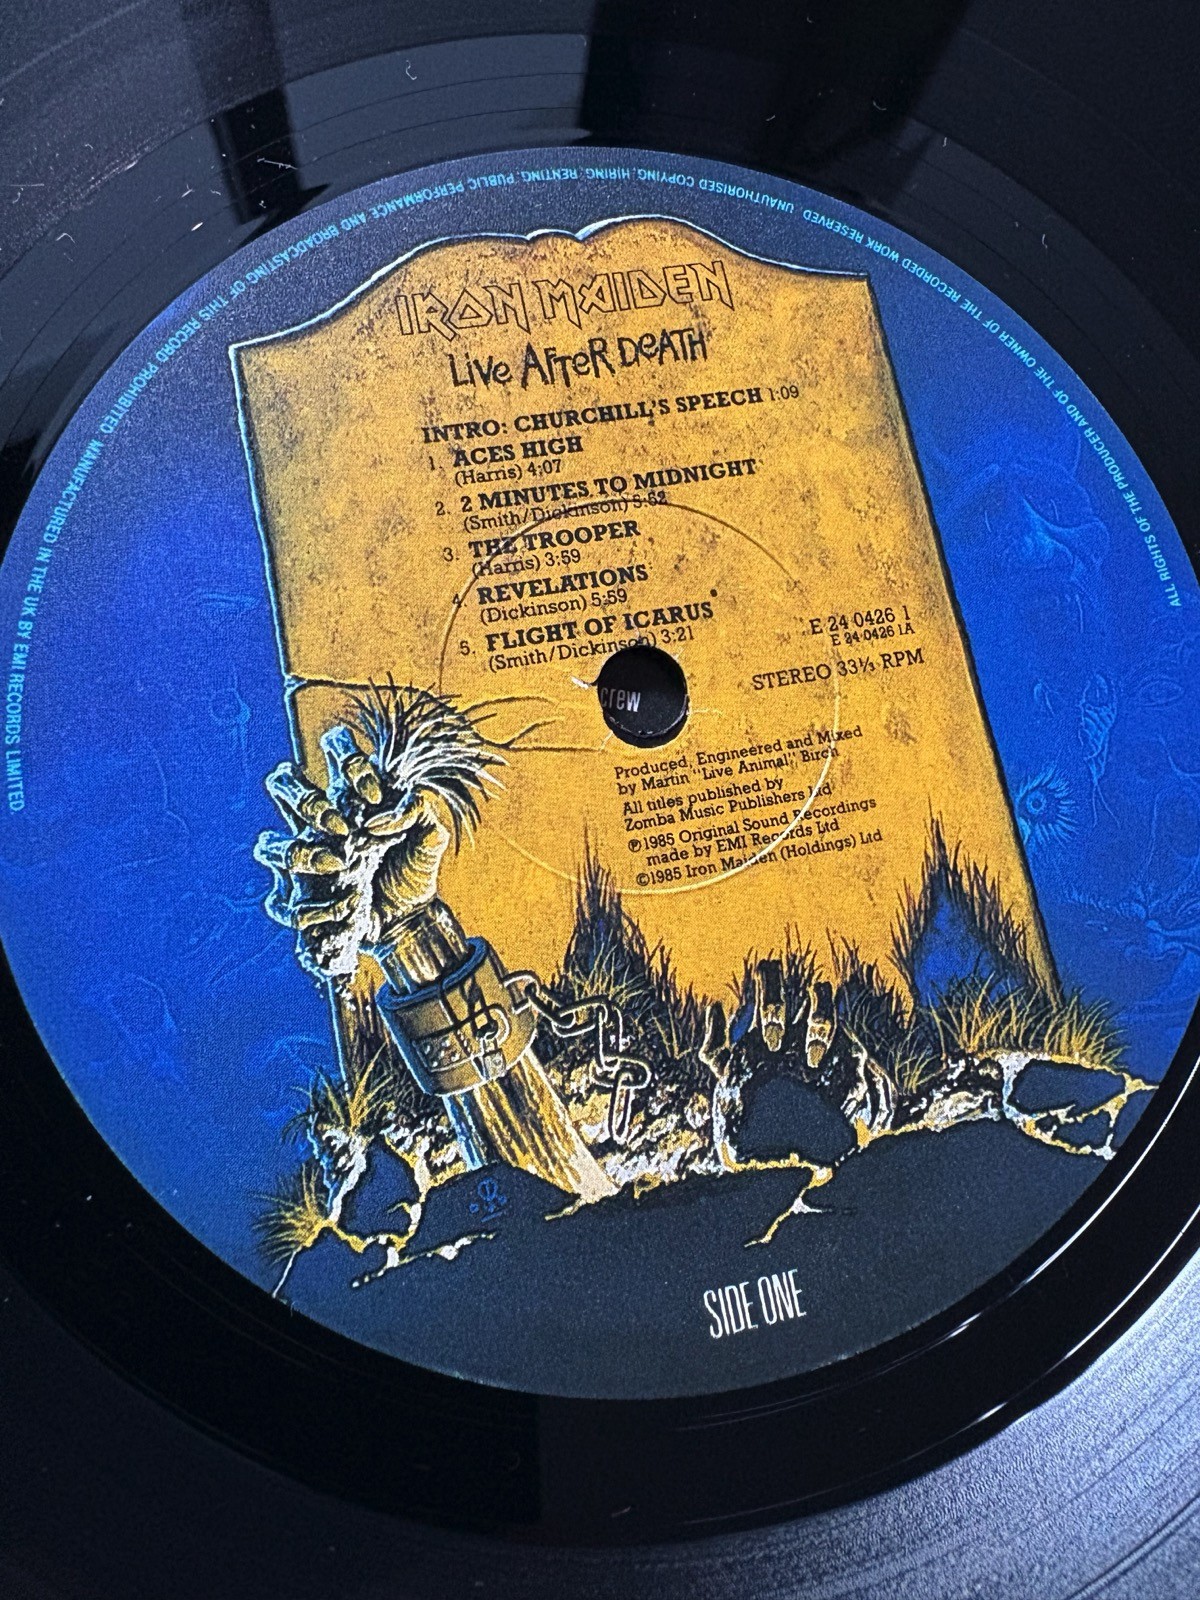 IRON MAIDEN
LIVE AFTER DEATH
INTRO: CHURCHILL'S SPEECH 1:09
1. ACES HIGH
(Harris) 4:07
2. 2 MINUTES TO MIDNIGHT
(Smith/Dickinson) 5:52
3. THE TROOPER
(Harris) 3:59
4. REVELATIONS
(Dickinson) 5:59
5. FLIGHT OF ICARUS
(Smith/Dickinson) 3:21
E 24 0426 1
E 24 0426 1A
STEREO 33⅓ RPM
crew
Produced, Engineered and Mixed
by Martin "Live Animal" Birch
All titles published by
Zomba Music Publishers Ltd
℗1985 Original Sound Recordings
made by EMI Records Ltd
©1985 Iron Maiden (Holdings) Ltd
SIDE ONE
ALL RIGHTS OF THE PRODUCER AND OF THE OWNER OF THE RECORDED WORK RESERVED UNAUTHORISED COPYING HIRING RENTING PUBLIC PERFORMANCE AND BROADCASTING OF THIS RECORD PROHIBITED MANUFACTURED IN THE UK BY EMI RECORDS LIMITED